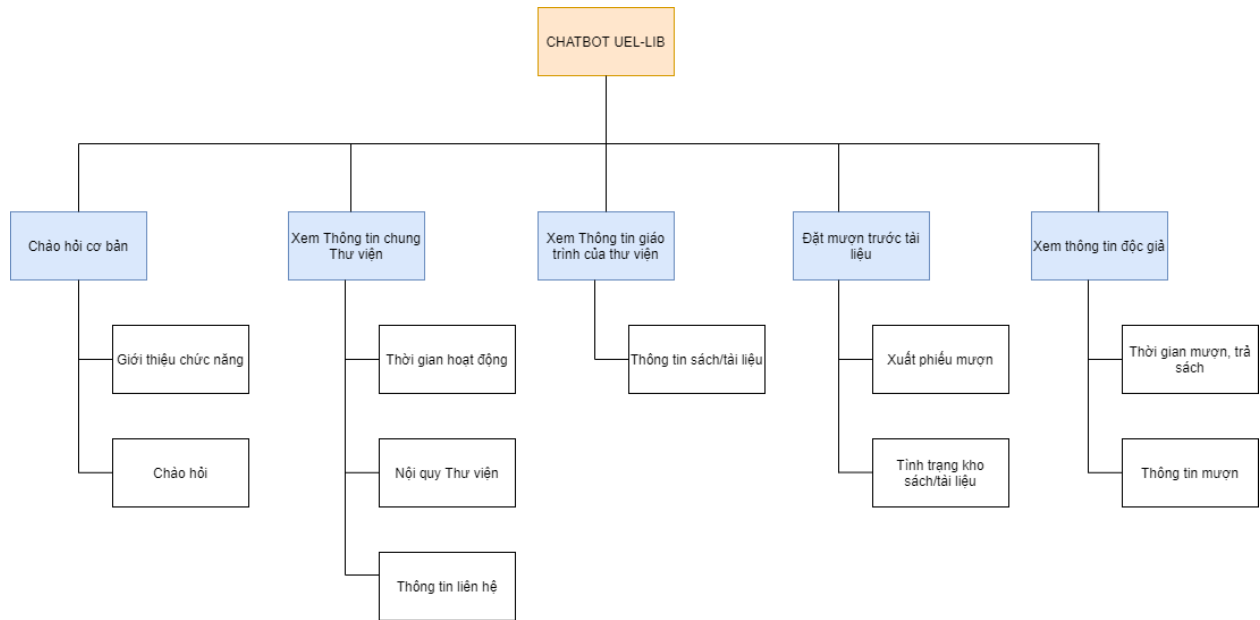 CHATBOT UEL-LIB
Chảo hỏi cơ bản
Xem Thông tin chung
Thư viện
Xem Thông tin giáo
trình của thư viện
Đặt mượn trước tài
liệu
Xem thông tin độc giả
Giới thiệu chức năng
Thời gian hoạt động
Thông tin sách/tài liệu
Xuất phiếu mượn
Thời gian mượn, trả
sách
Chào hỏi
Nội quy Thư viện
Tình trạng kho
sách/tài liệu
Thông tin mượn
Thông tin liên hệ